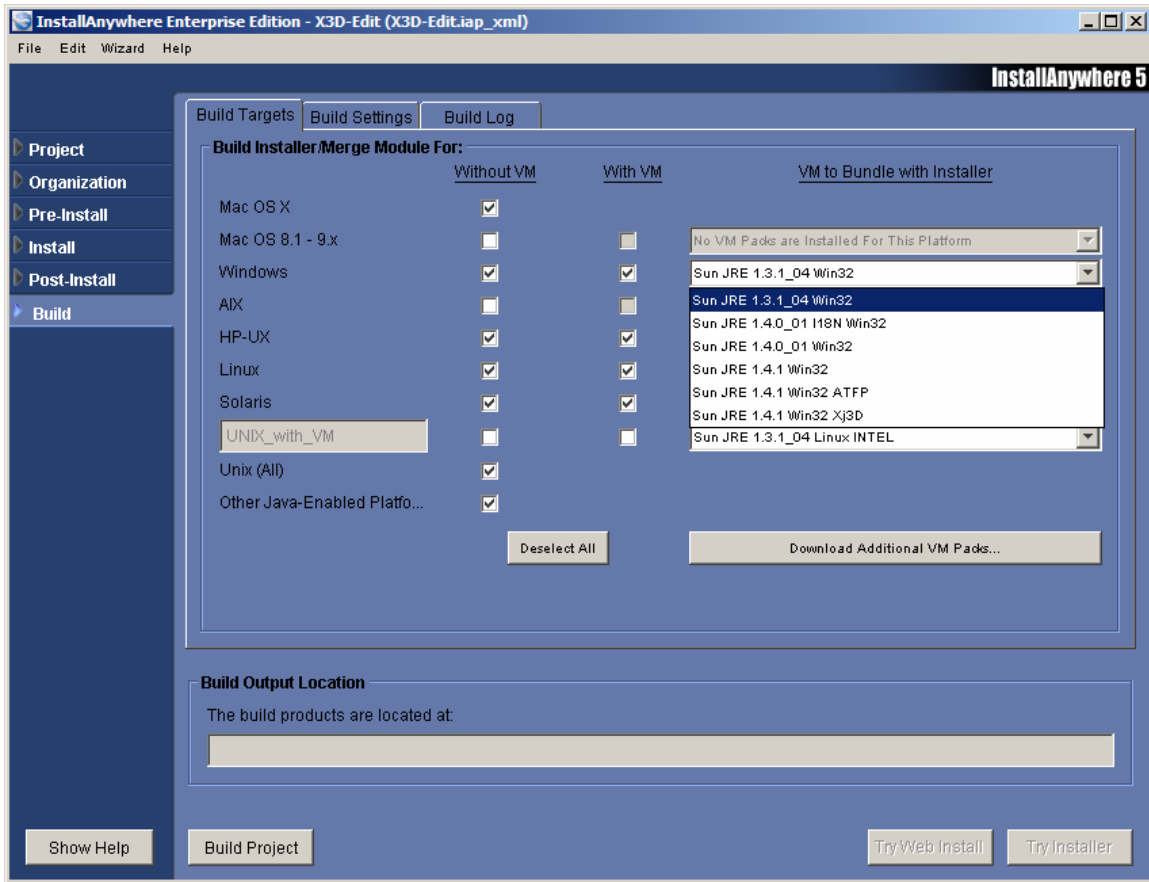 InstallAnywhere Enterprise Edition - X3D-Edit (X3D-Edit.iap_xml)
File Edit Wizard Help
InstallAnywhere 5
Build Targets Build Settings Build Log
Project
Organization
Pre-Install
Install
Post-Install
Build
Build Installer/Merge Module For:
Without VM With VM VM to Bundle with Installer
Mac OS X
Mac OS 8.1 - 9.x No VM Packs are Installed For This Platform
Windows Sun JRE 1.3.1_04 Win32
AIX Sun JRE 1.3.1_04 Win32
Sun JRE 1.4.0_01 I18N Win32
HP-UX Sun JRE 1.4.0_01 Win32
Linux Sun JRE 1.4.1 Win32
Sun JRE 1.4.1 Win32 ATFP
Solaris Sun JRE 1.4.1 Win32 Xj3D
UNIX_with_VM Sun JRE 1.3.1_04 Linux INTEL
Unix (All)
Other Java-Enabled Platfo...
Deselect All Download Additional VM Packs...
Build Output Location
The build products are located at:
Show Help Build Project Try Web Install Try Installer